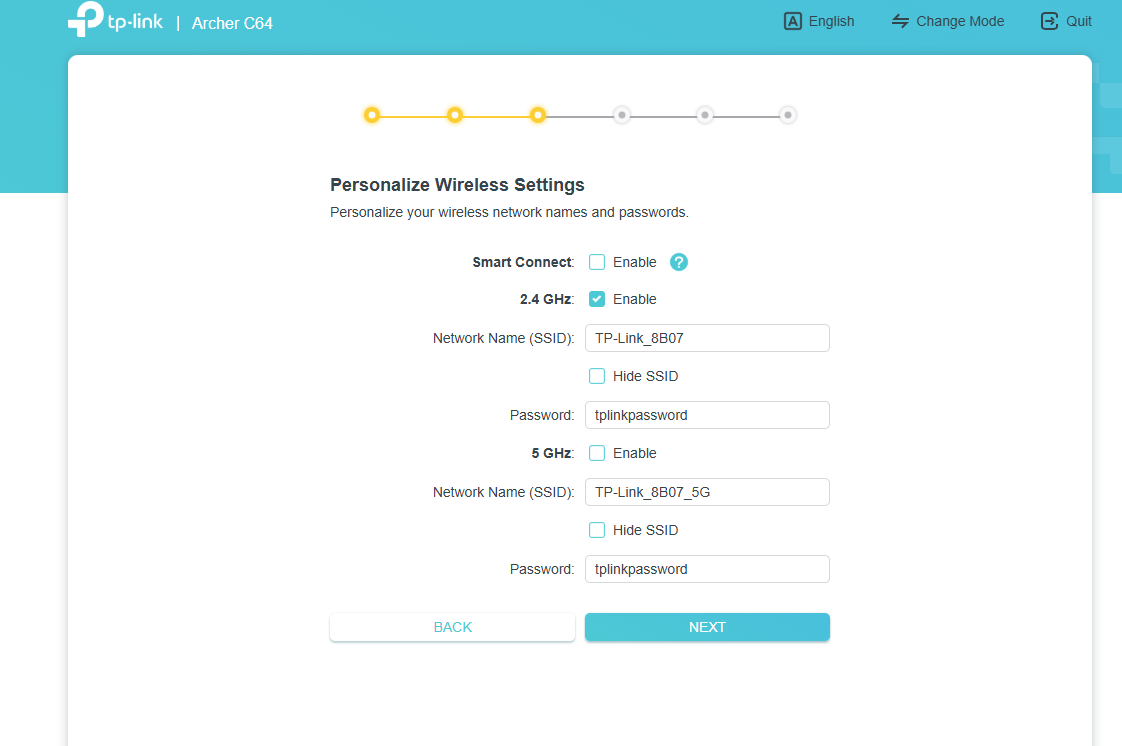 tp-link | Archer C64
English Change Mode Quit
Personalize Wireless Settings
Personalize your wireless network names and passwords.
Smart Connect: Enable ?
2.4 GHz: Enable
Network Name (SSID): TP-Link_8B07
Hide SSID
Password: tplinkpassword
5 GHz: Enable
Network Name (SSID): TP-Link_8B07_5G
Hide SSID
Password: tplinkpassword
BACK NEXT